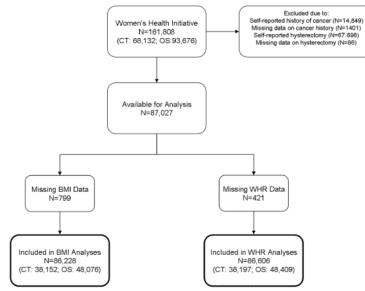 Women's Health Initiative
N=161,808
(CT: 68,132; OS:93,676)
Excluded due to:
Self-reported history of cancer (N=14,849)
Missing data on cancer history (N=1401)
Self-reported hysterectomy (N=67,696)
Missing data on hysterectomy (N=86)
Available for Analysis
N=87,027
Missing BMI Data
N=799
Missing WHR Data
N=421
Included in BMI Analyses
N=86,228
(CT: 38,152; OS: 48,076)
Included in WHR Analyses
N=86,606
(CT: 38,197; OS: 48,409)